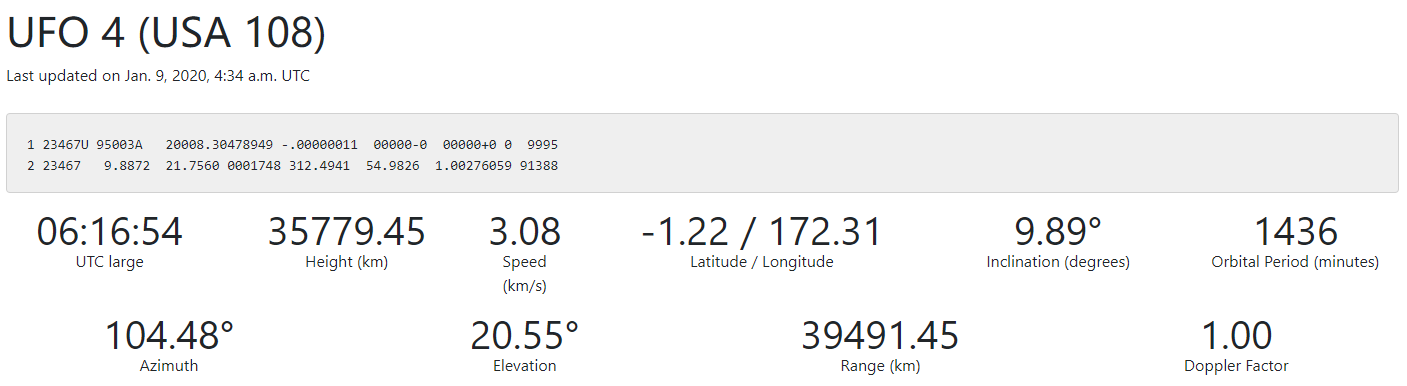 UFO 4 (USA 108)
Last updated on Jan. 9, 2020, 4:34 a.m. UTC
1 23467U 95003A   20008.30478949 -.00000011  00000-0  00000+0 0  9995
2 23467   9.8872  21.7560 0001748 312.4941  54.9826  1.00276059 91388
06:16:54 35779.45 3.08 -1.22 / 172.31 9.89° 1436
UTC large Height (km) Speed Latitude / Longitude Inclination (degrees) Orbital Period (minutes)
(km/s)
104.48° 20.55° 39491.45 1.00
Azimuth Elevation Range (km) Doppler Factor